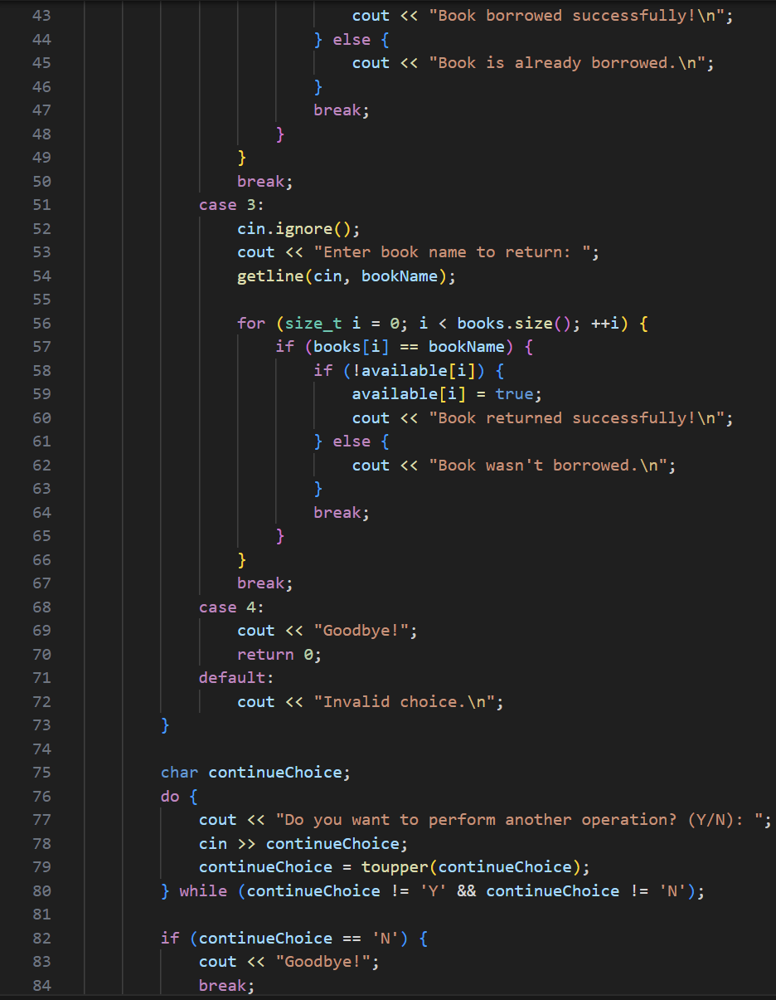 43                             cout << "Book borrowed successfully!\n";
44                         } else {
45                             cout << "Book is already borrowed.\n";
46                         }
47                         break;
48                     }
49                 }
50                 break;
51             case 3:
52                 cin.ignore();
53                 cout << "Enter book name to return: ";
54                 getline(cin, bookName);
55
56                 for (size_t i = 0; i < books.size(); ++i) {
57                     if (books[i] == bookName) {
58                         if (!available[i]) {
59                             available[i] = true;
60                             cout << "Book returned successfully!\n";
61                         } else {
62                             cout << "Book wasn't borrowed.\n";
63                         }
64                         break;
65                     }
66                 }
67                 break;
68             case 4:
69                 cout << "Goodbye!";
70                 return 0;
71             default:
72                 cout << "Invalid choice.\n";
73         }
74
75         char continueChoice;
76         do {
77             cout << "Do you want to perform another operation? (Y/N): ";
78             cin >> continueChoice;
79             continueChoice = toupper(continueChoice);
80         } while (continueChoice != 'Y' && continueChoice != 'N');
81
82         if (continueChoice == 'N') {
83             cout << "Goodbye!";
84             break;